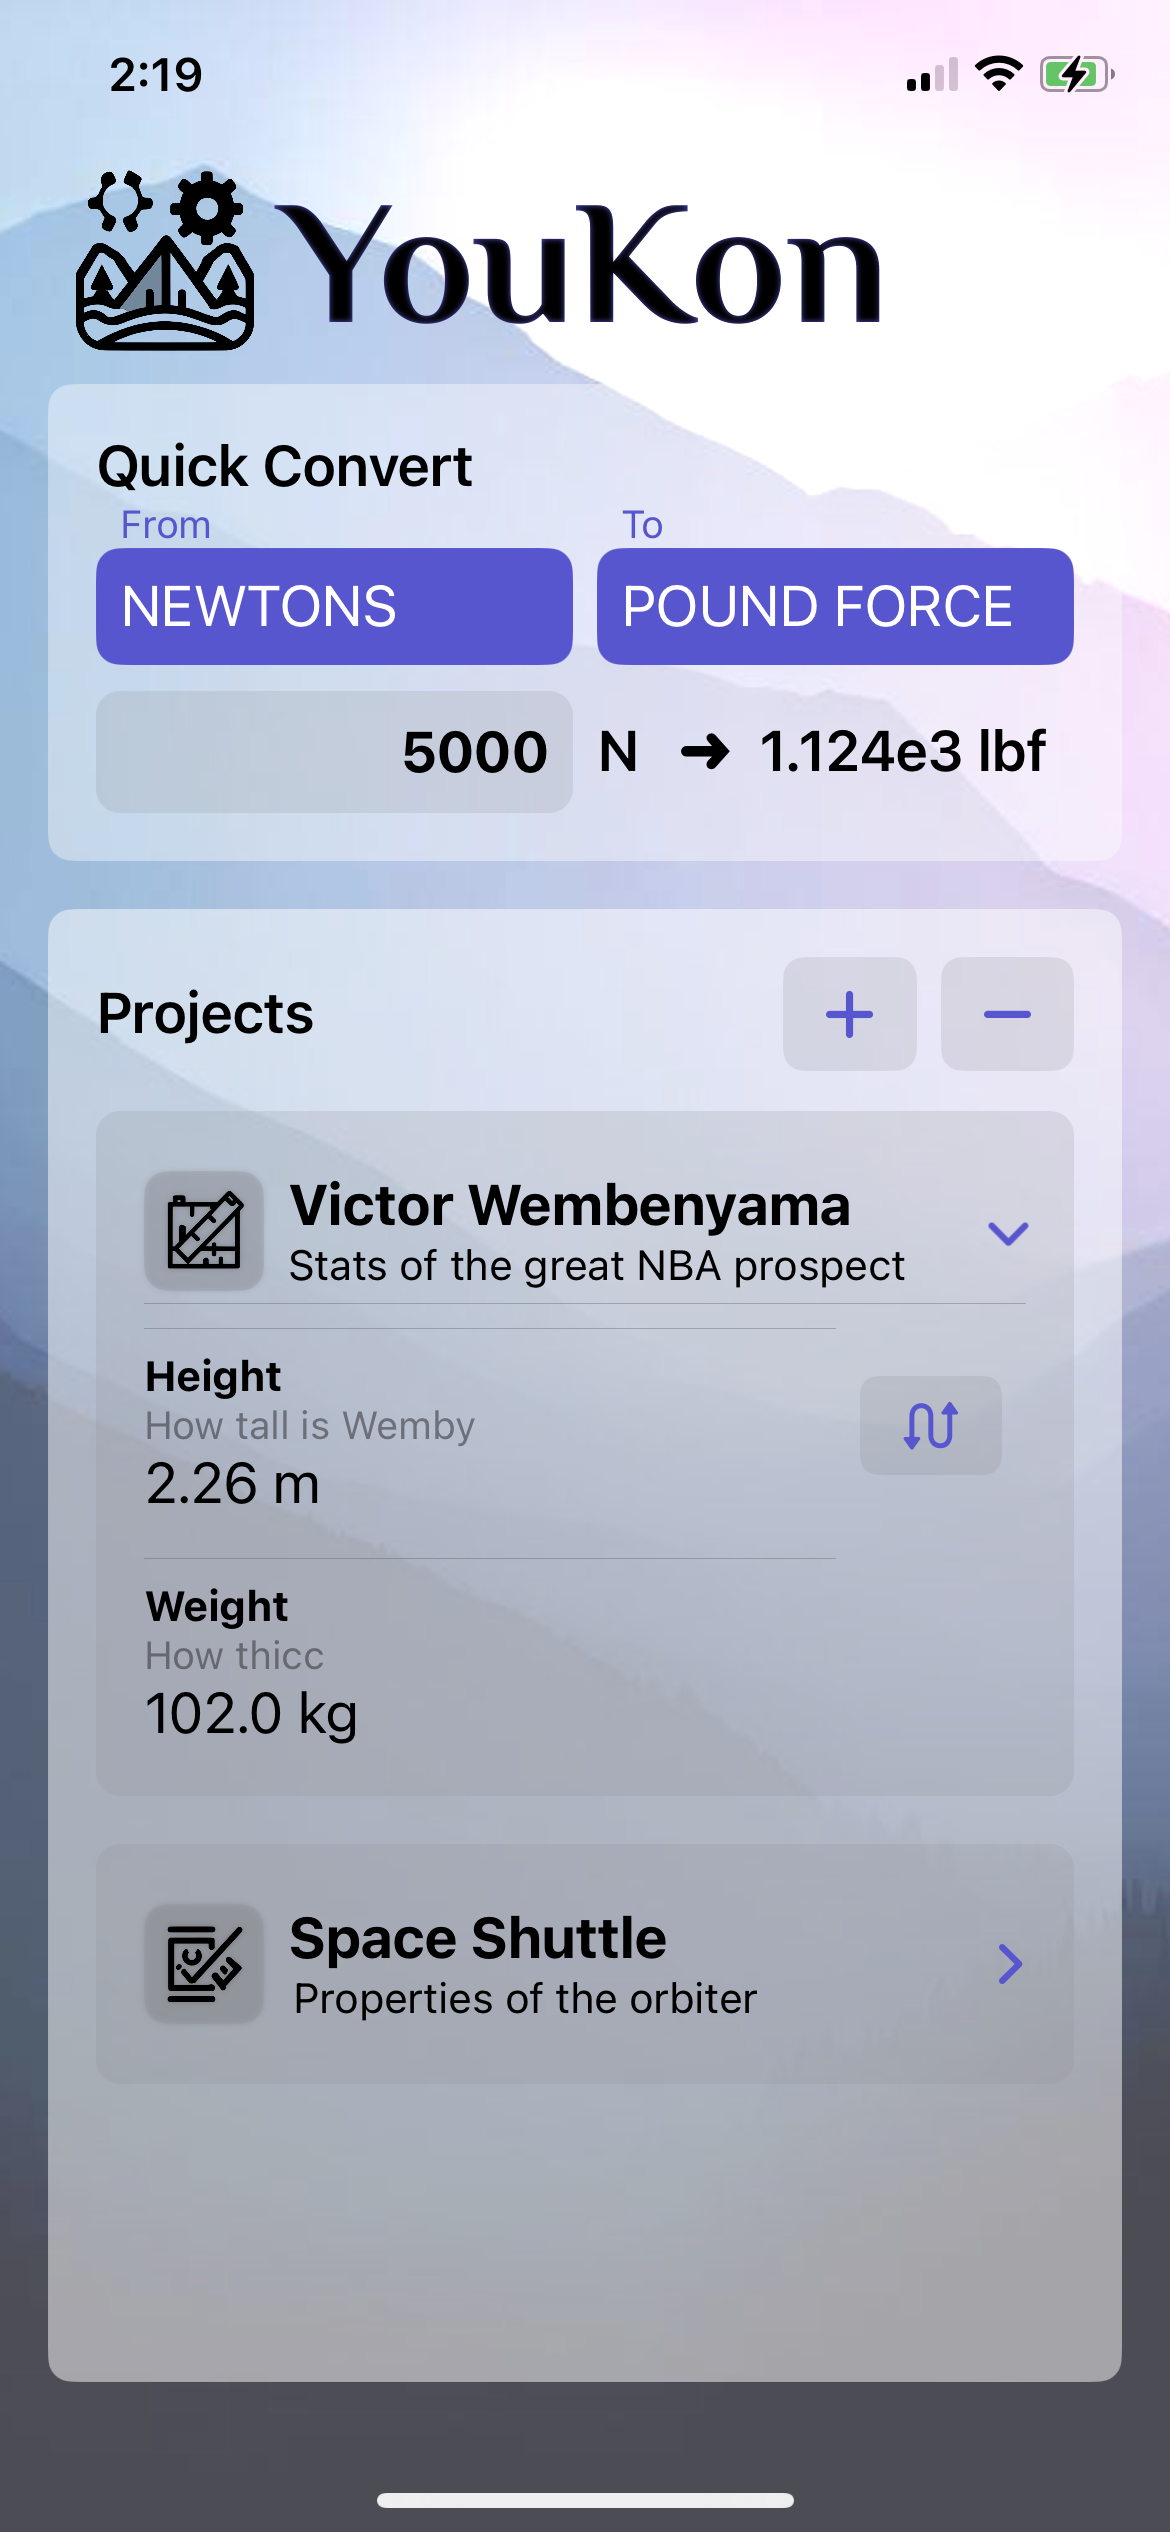 2:19
YouKon
Quick Convert
From To
NEWTONS POUND FORCE
5000 N → 1.124e3 lbf
Projects + −
Victor Wembenyama
Stats of the great NBA prospect
Height
How tall is Wemby
2.26 m
Weight
How thicc
102.0 kg
Space Shuttle
Properties of the orbiter